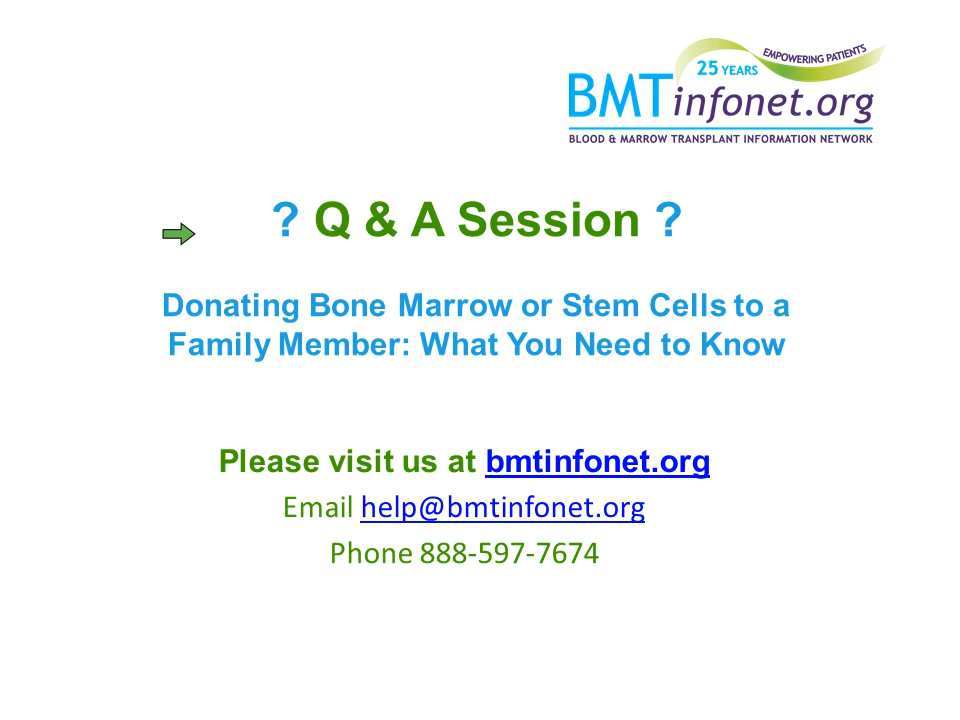 25 YEARS EMPOWERING PATIENTS
BMTinfonet.org
BLOOD & MARROW TRANSPLANT INFORMATION NETWORK
? Q & A Session ?
Donating Bone Marrow or Stem Cells to a
Family Member: What You Need to Know
Please visit us at bmtinfonet.org
Email help@bmtinfonet.org
Phone 888-597-7674